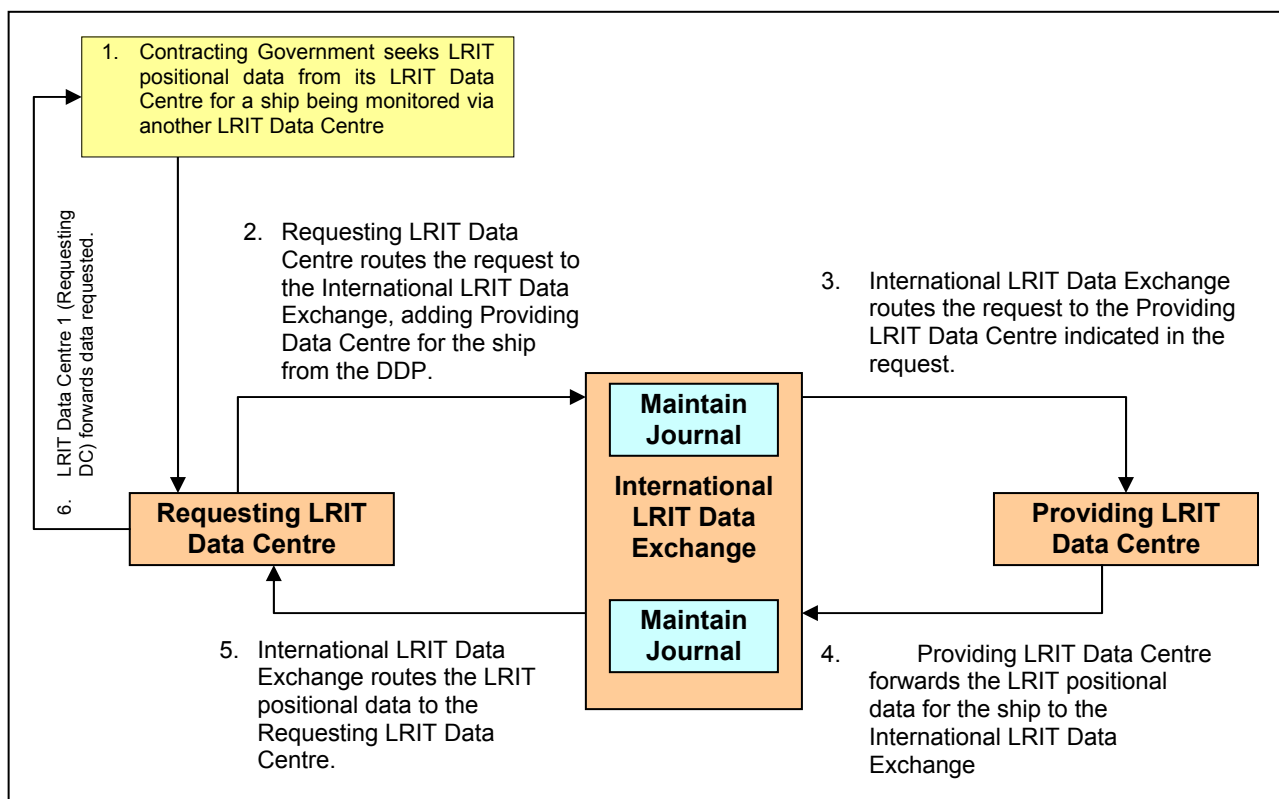 1. Contracting Government seeks LRIT
positional data from its LRIT Data
Centre for a ship being monitored via
another LRIT Data Centre
2. Requesting LRIT Data
Centre routes the request to
the International LRIT Data
Exchange, adding Providing
Data Centre for the ship
from the DDP.
3. International LRIT Data Exchange
routes the request to the Providing
LRIT Data Centre indicated in the
request.
6. LRIT Data Centre 1 (Requesting
DC) forwards data requested.
Maintain
Journal
International
LRIT Data
Exchange
Maintain
Journal
Requesting LRIT
Data Centre
Providing LRIT
Data Centre
5. International LRIT Data
Exchange routes the LRIT
positional data to the
Requesting LRIT Data
Centre.
4. Providing LRIT Data Centre
forwards the LRIT positional
data for the ship to the
International LRIT Data
Exchange